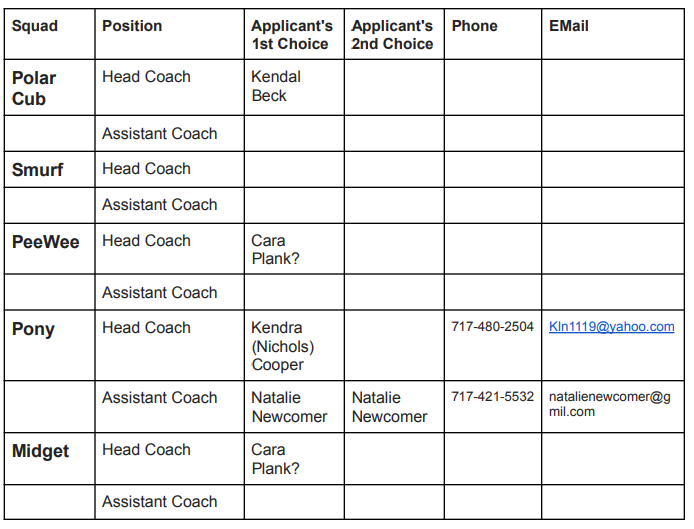 Squad Position Applicant's Applicant's Phone EMail
1st Choice 2nd Choice
Polar Head Coach Kendal
Cub Beck
Assistant Coach
Smurf Head Coach
Assistant Coach
PeeWee Head Coach Cara
Plank?
Assistant Coach
Pony Head Coach Kendra 717-480-2504 Kln1119@yahoo.com
(Nichols)
Cooper
Assistant Coach Natalie Natalie 717-421-5532 natalienewcomer@g
Newcomer Newcomer mil.com
Midget Head Coach Cara
Plank?
Assistant Coach